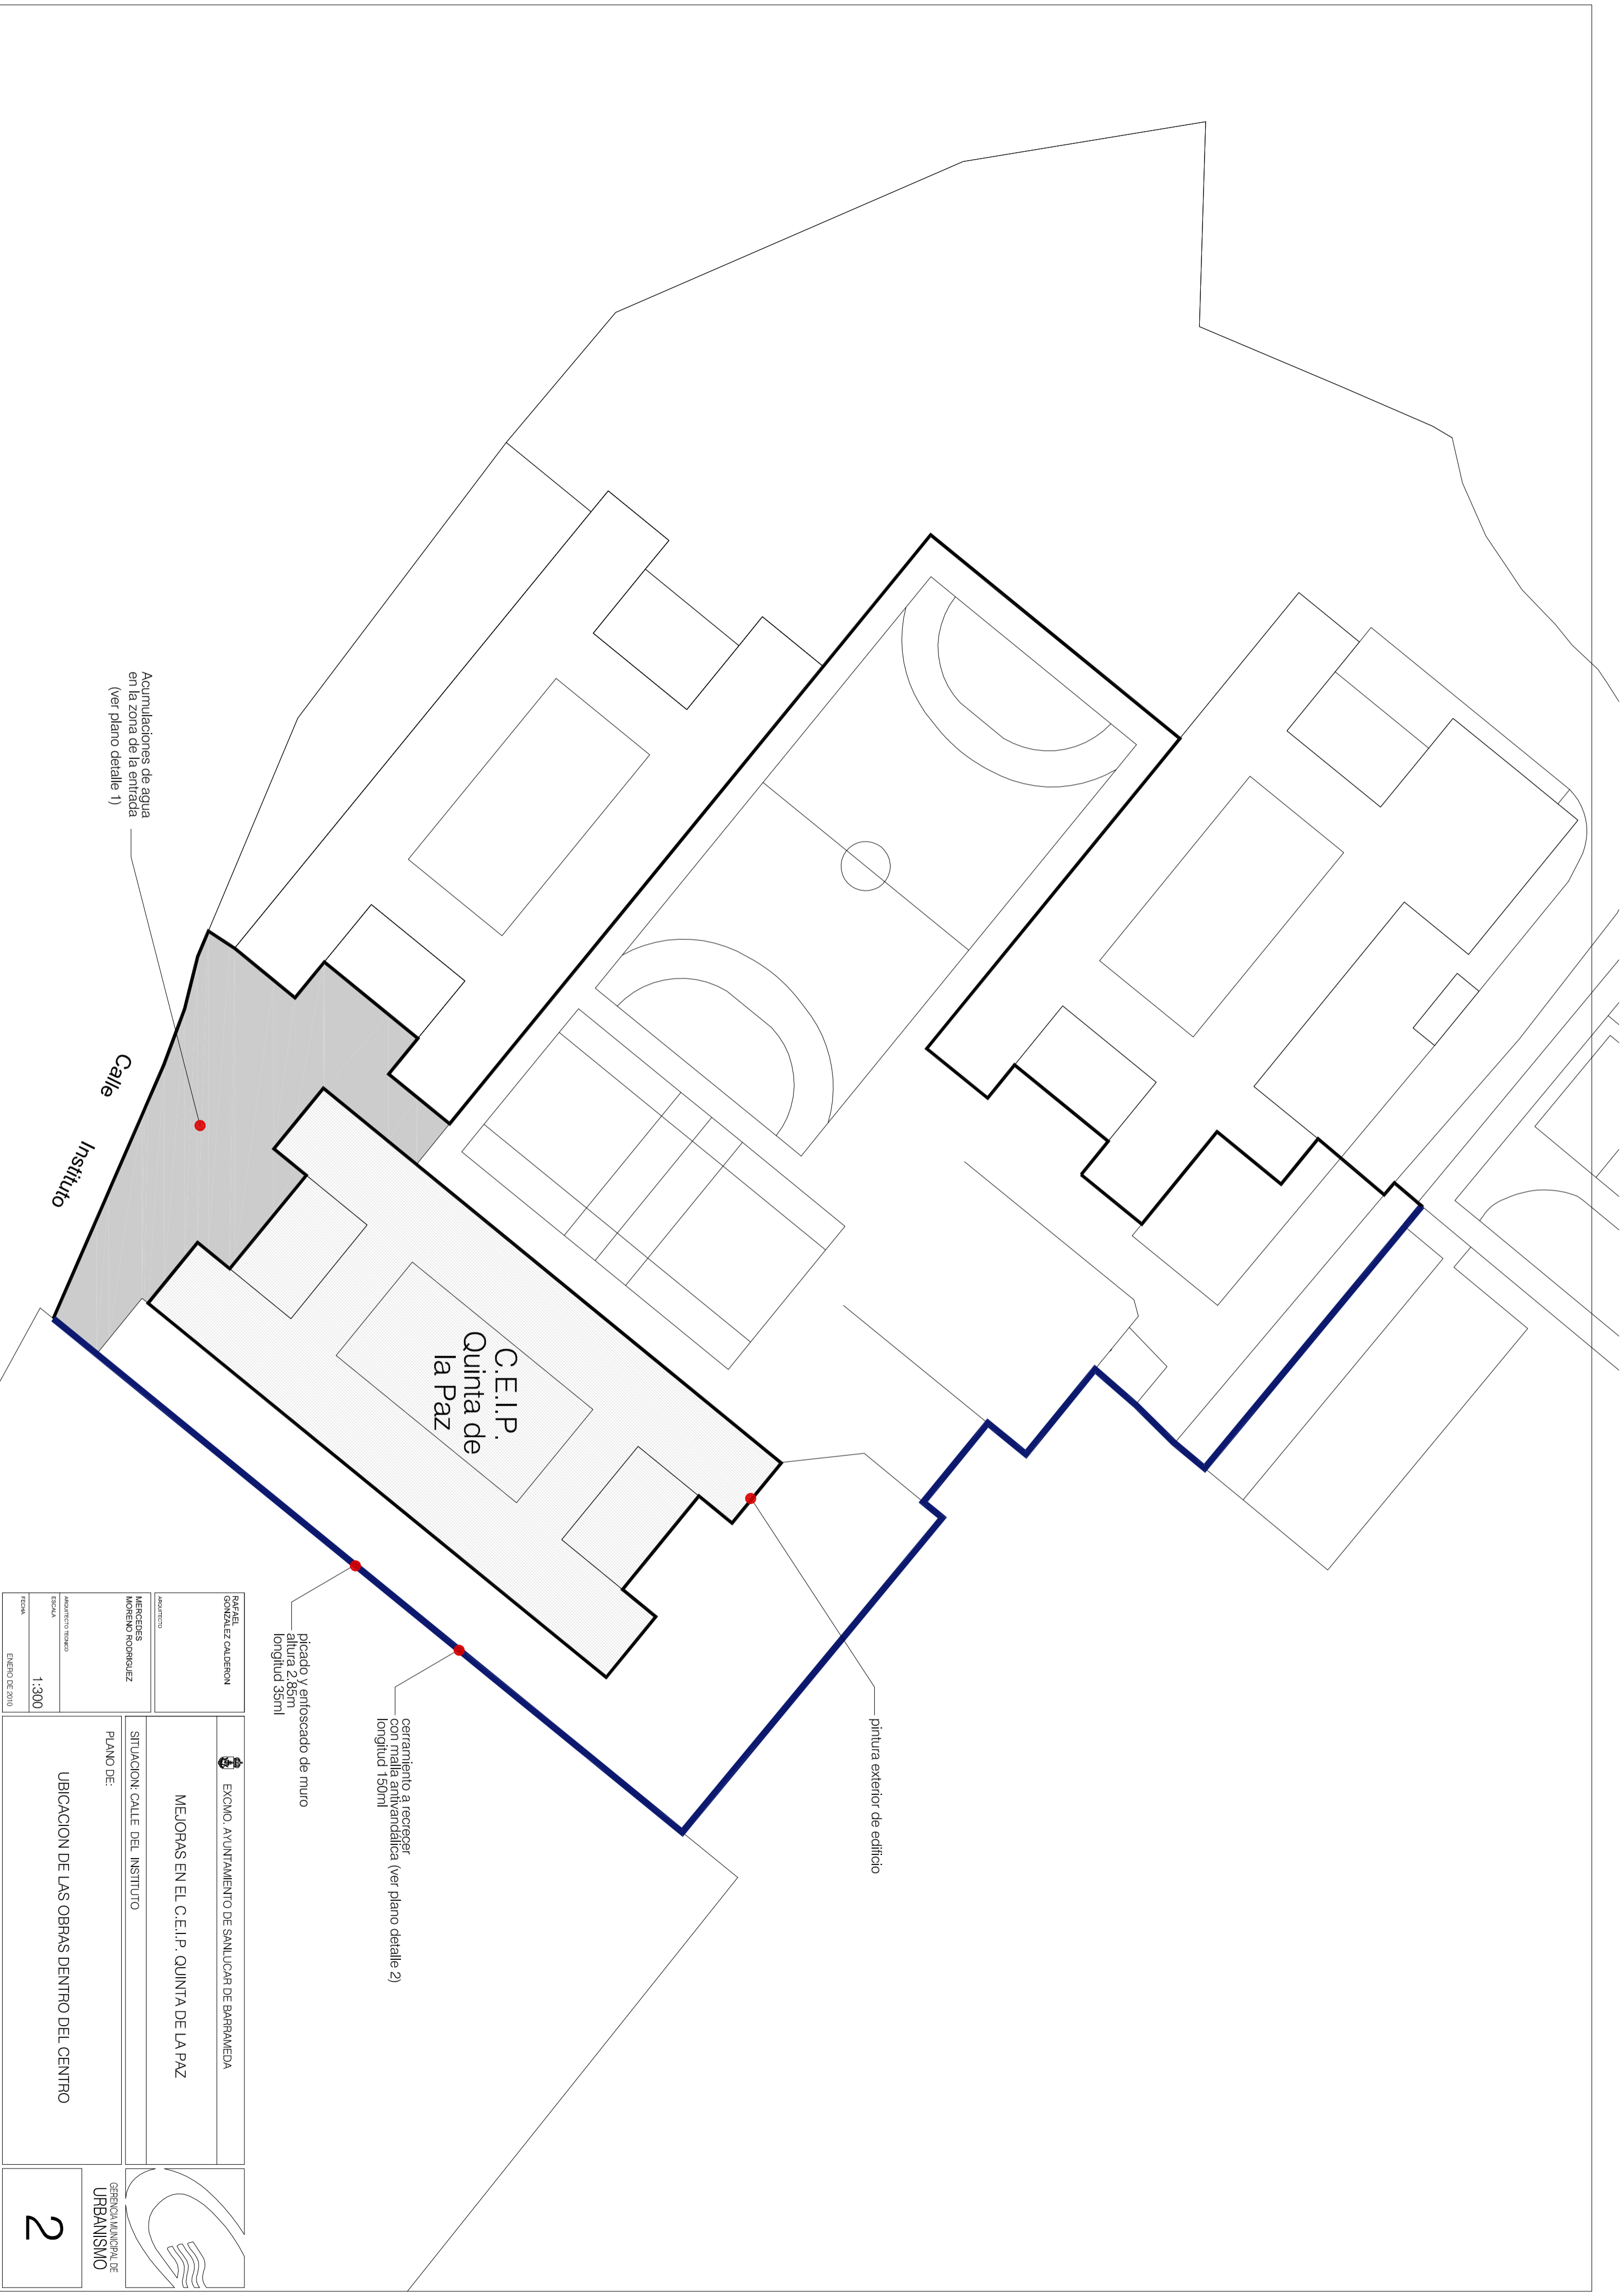 Acumulaciones de agua
en la zona de la entrada
(ver plano detalle 1)
Calle Instituto
C.E.I.P.
Quinta de
la Paz
pintura exterior de edificio
cerramiento a recrecer
con malla antivandálica (ver plano detalle 2)
longitud 150ml
picado y enfoscado de muro
altura 2.85m
longitud 35ml
RAFAEL
GONZALEZ CALDERON
ARQUITECTO
MERCEDES
MORENO RODRIGUEZ
ARQUITECTO TECNICO
ESCALA
1:300
FECHA
ENERO DE 2010
EXCMO. AYUNTAMIENTO DE SANLUCAR DE BARRAMEDA
MEJORAS EN EL C.E.I.P. QUINTA DE LA PAZ
SITUACION: CALLE DEL INSTITUTO
PLANO DE:
UBICACION DE LAS OBRAS DENTRO DEL CENTRO
GERENCIA MUNICIPAL DE
URBANISMO
2